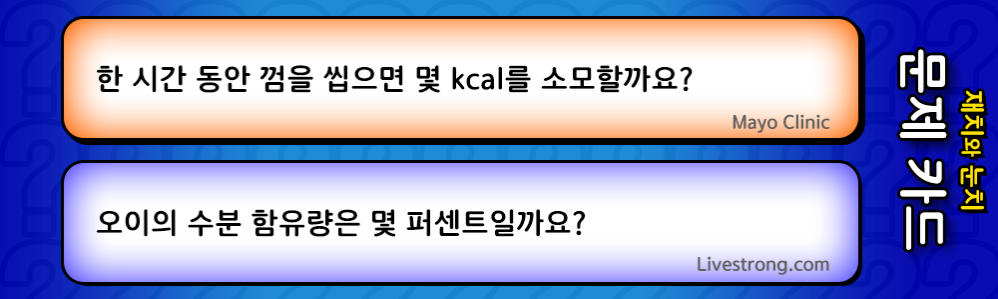 한 시간 동안 껌을 씹으면 몇 kcal를 소모할까요?
Mayo Clinic
오이의 수분 함유량은 몇 퍼센트일까요?
Livestrong.com
재치와 눈치
문제 카드